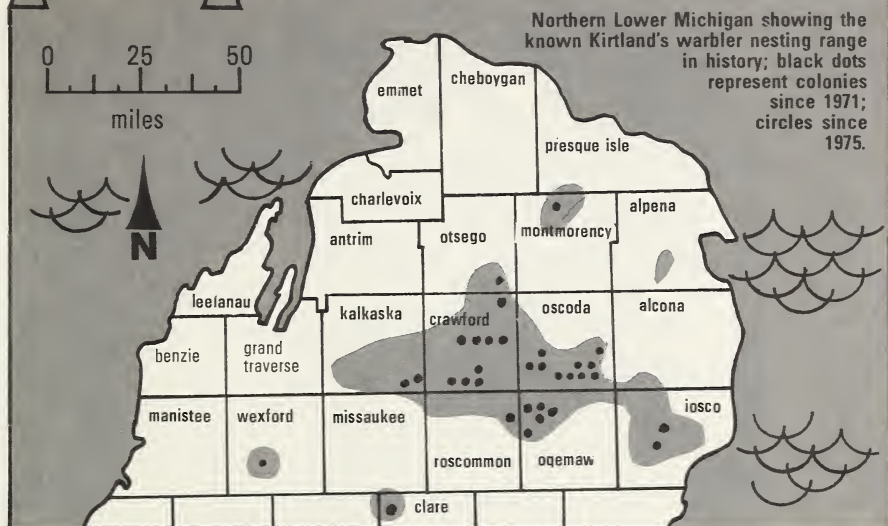 Northern Lower Michigan showing the
known Kirtland's warbler nesting range
in history; black dots
represent colonies
since 1971;
circles since
1975.
0 25 50
miles
N
emmet
cheboygan
presque isle
charlevoix
antrim
otsego
montmorency
alpena
leelanau
kalkaska
crawford
oscoda
alcona
benzie
grand
traverse
manistee
wexford
missaukee
roscommon
ogemaw
iosco
clare